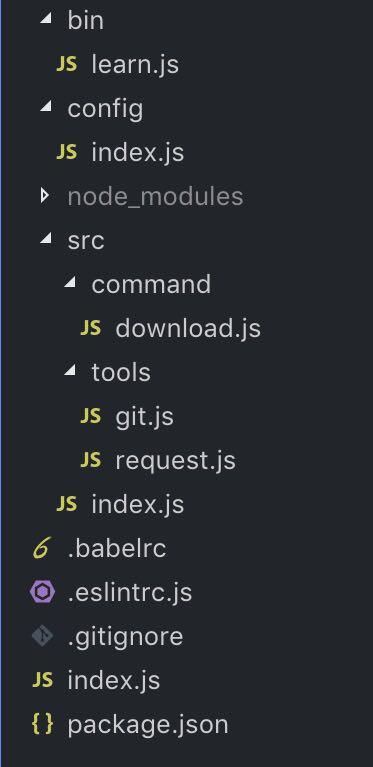 bin
JS learn.js
config
JS index.js
node_modules
src
command
JS download.js
tools
JS git.js
JS request.js
JS index.js
6 .babelrc
.eslintrc.js
.gitignore
JS index.js
{ } package.json